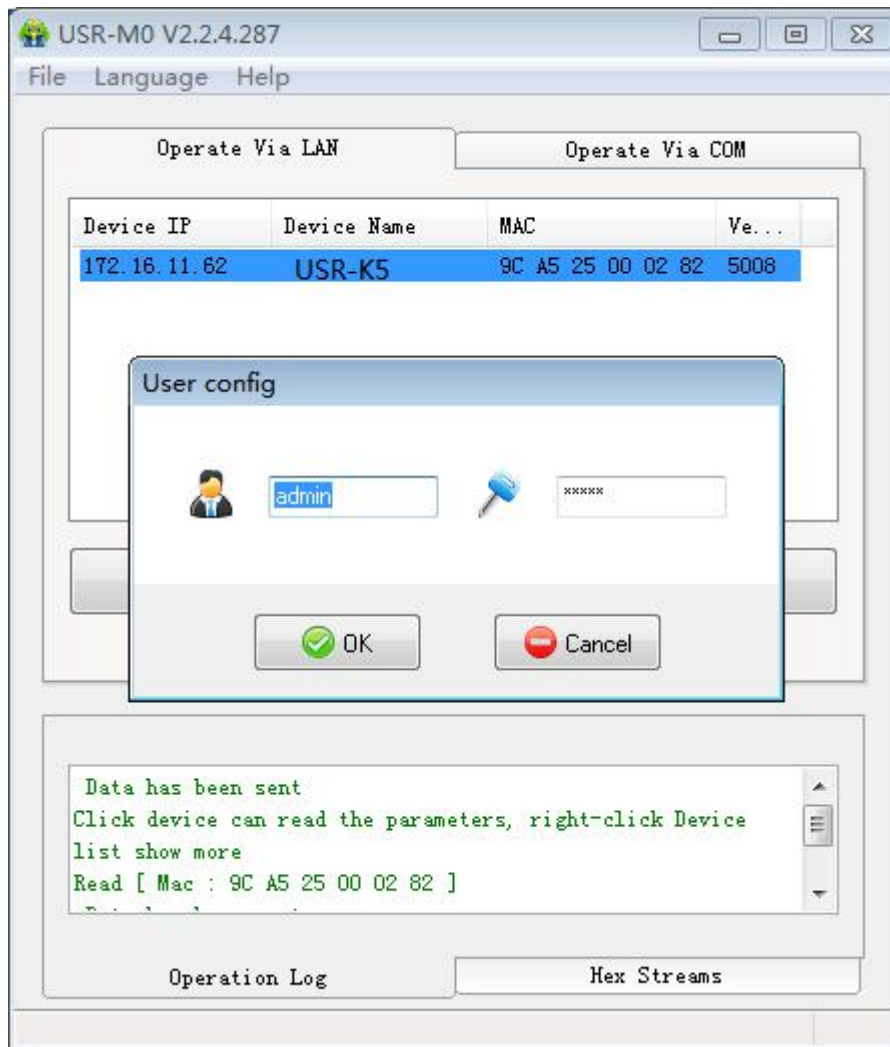 USR-M0 V2.2.4.287
File Language Help
Operate Via LAN Operate Via COM
Device IP Device Name MAC Ve...
172.16.11.62 USR-K5 9C A5 25 00 02 82 5008
User config
admin *****
OK Cancel
Data has been sent
Click device can read the parameters, right-click Device
list show more
Read [ Mac : 9C A5 25 00 02 82 ]
Operation Log Hex Streams